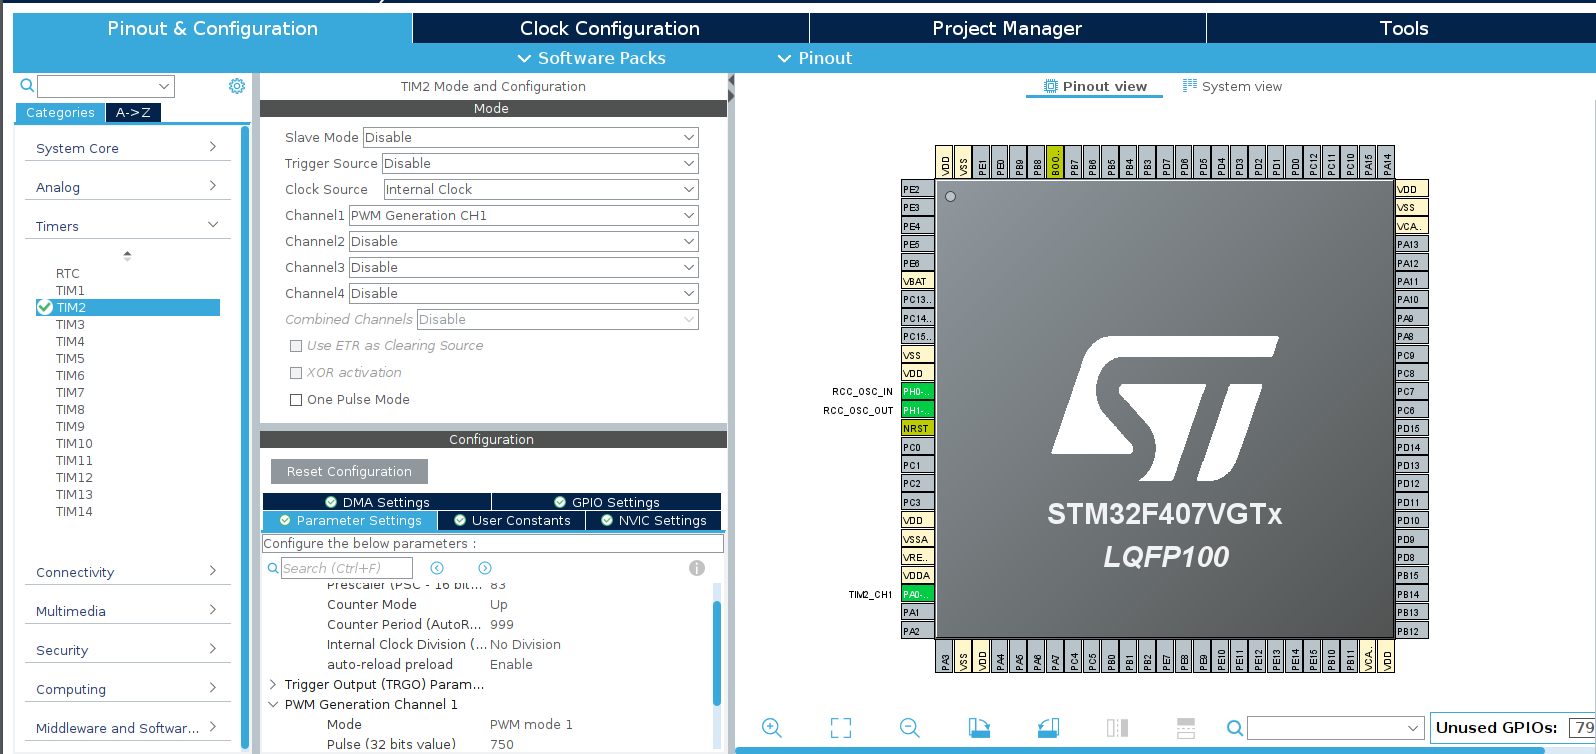 Pinout & Configuration
Clock Configuration
Project Manager
Tools
Software Packs
Pinout
Categories
A->Z
System Core
Analog
Timers
RTC
TIM1
TIM2
TIM3
TIM4
TIM5
TIM6
TIM7
TIM8
TIM9
TIM10
TIM11
TIM12
TIM13
TIM14
Connectivity
Multimedia
Security
Computing
Middleware and Softwar...
TIM2 Mode and Configuration
Mode
Slave Mode Disable
Trigger Source Disable
Clock Source Internal Clock
Channel1 PWM Generation CH1
Channel2 Disable
Channel3 Disable
Channel4 Disable
Combined Channels Disable
Use ETR as Clearing Source
XOR activation
One Pulse Mode
Configuration
Reset Configuration
DMA Settings
GPIO Settings
Parameter Settings
User Constants
NVIC Settings
Configure the below parameters :
Search (Ctrl+F)
Prescaler (PSC - 16 bit... 83
Counter Mode Up
Counter Period (AutoR... 999
Internal Clock Division (... No Division
auto-reload preload Enable
Trigger Output (TRGO) Param...
PWM Generation Channel 1
Mode PWM mode 1
Pulse (32 bits value) 750
Pinout view
System view
VDD
VSS
PE1
PE0
PB9
PB8
BOO..
PB7
PB6
PB5
PB4
PB3
PD7
PD6
PD5
PD4
PD3
PD2
PD1
PD0
PC12
PC11
PC10
PA15
PA14
PE2
PE3
PE4
PE5
PE6
VBAT
PC13..
PC14..
PC15..
VSS
VDD
RCC_OSC_IN PH0-..
RCC_OSC_OUT PH1-..
NRST
PC0
PC1
PC2
PC3
VDD
VSSA
VRE..
VDDA
TIM2_CH1 PA0-..
PA1
PA2
ST
STM32F407VGTx
LQFP100
VDD
VSS
VCA..
PA13
PA12
PA11
PA10
PA9
PA8
PC9
PC8
PC7
PC6
PD15
PD14
PD13
PD12
PD11
PD10
PD9
PD8
PB15
PB14
PB13
PB12
PA3
VSS
VDD
PA4
PA5
PA6
PA7
PC4
PC5
PB0
PB1
PB2
PE7
PE8
PE9
PE10
PE11
PE12
PE13
PE14
PE15
PB10
PB11
VCA..
VDD
Unused GPIOs: 79